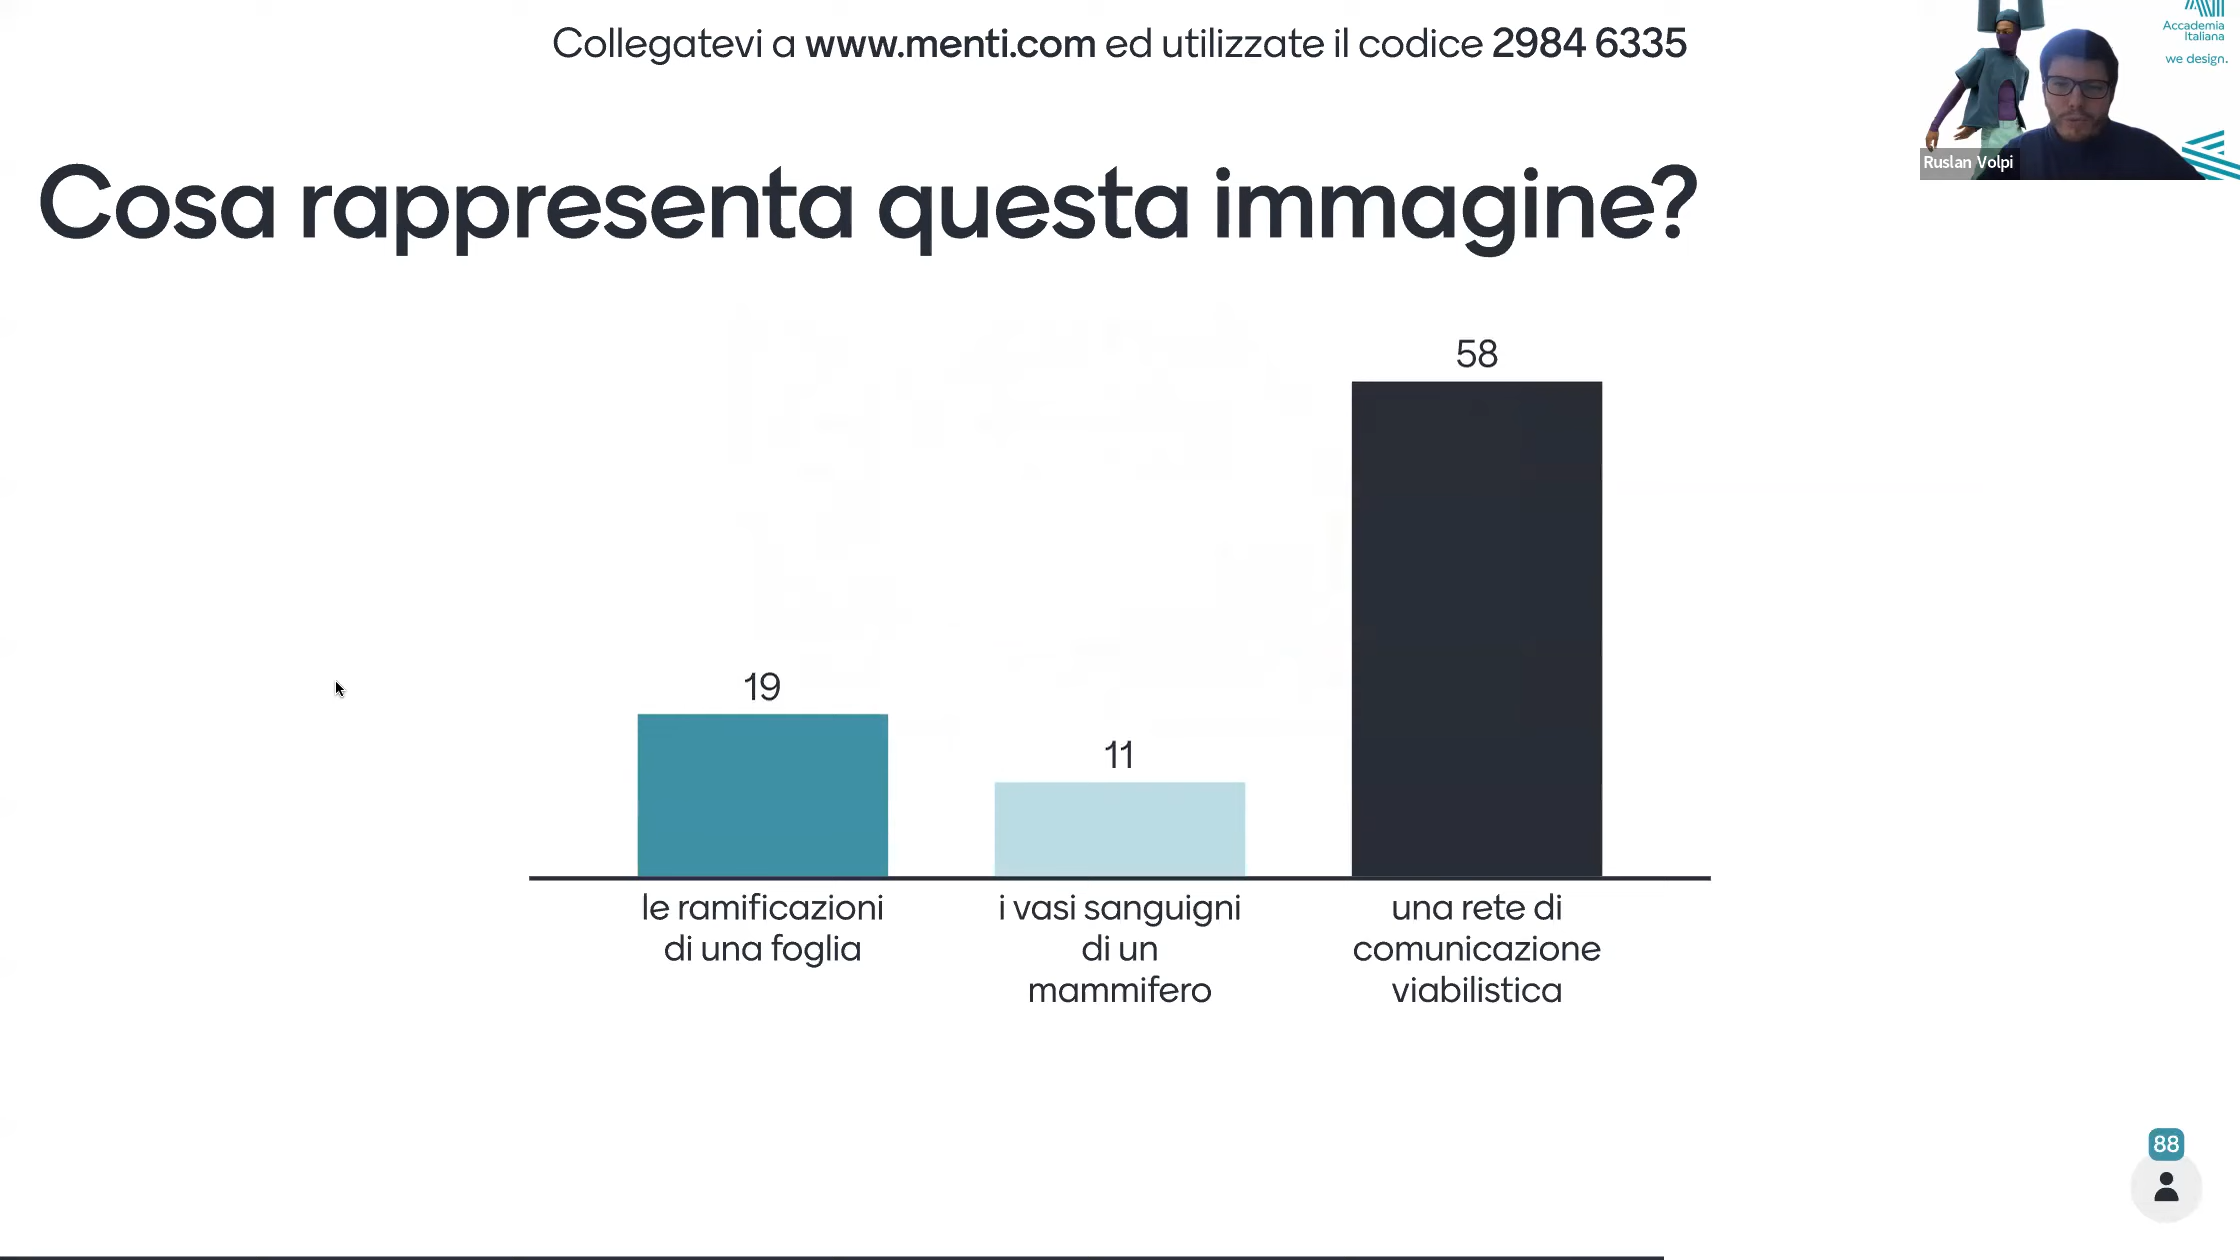 Collegatevi a www.menti.com ed utilizzate il codice 2984 6335
Accademia
Italiana
we design.
Ruslan Volpi
Cosa rappresenta questa immagine?
58
19
11
le ramificazioni
di una foglia
i vasi sanguigni
di un
mammifero
una rete di
comunicazione
viabilistica
88